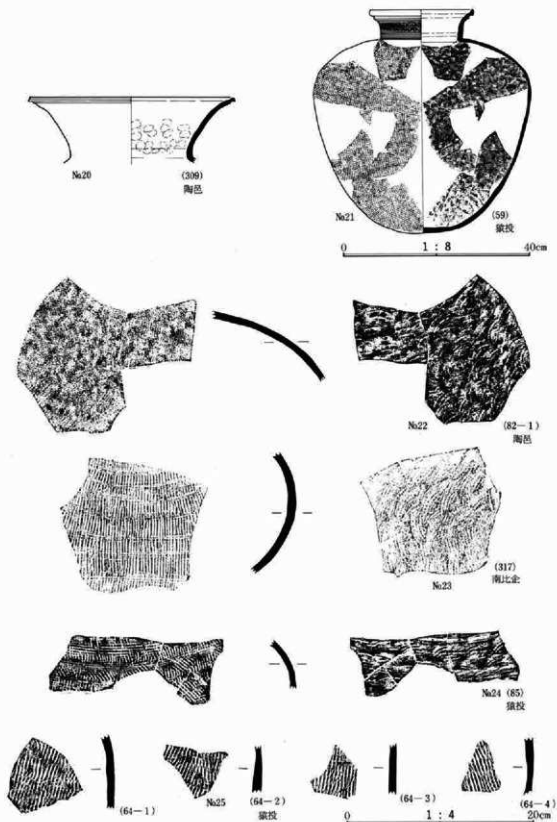 №20
(309)
陶邑
№21
(59)
猿投
0 1:8 40cm
№22
(82―1)
陶邑
(317)
南比企
№23
№24 (85)
猿投
(64―1)
№25
(64―2)
猿投
(64―3)
(64―4)
0 1:4 20cm